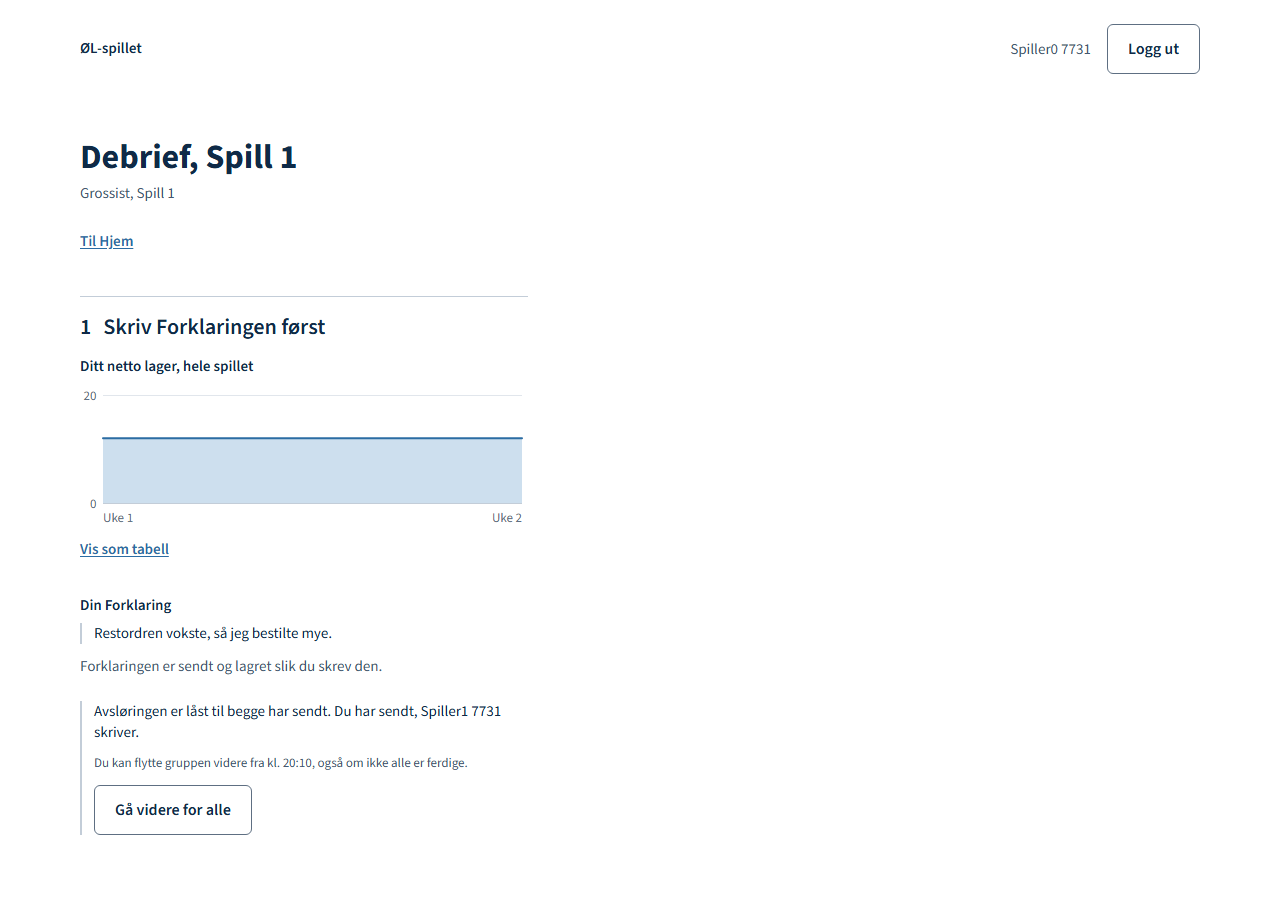 ØL-spillet
Spiller0 7731
Logg ut
Debrief, Spill 1
Grossist, Spill 1
Til Hjem
1 Skriv Forklaringen først
Ditt netto lager, hele spillet
20
0
Uke 1
Uke 2
Vis som tabell
Din Forklaring
Restordren vokste, så jeg bestilte mye.
Forklaringen er sendt og lagret slik du skrev den.
Avsløringen er låst til begge har sendt. Du har sendt, Spiller1 7731
skriver.
Du kan flytte gruppen videre fra kl. 20:10, også om ikke alle er ferdige.
Gå videre for alle